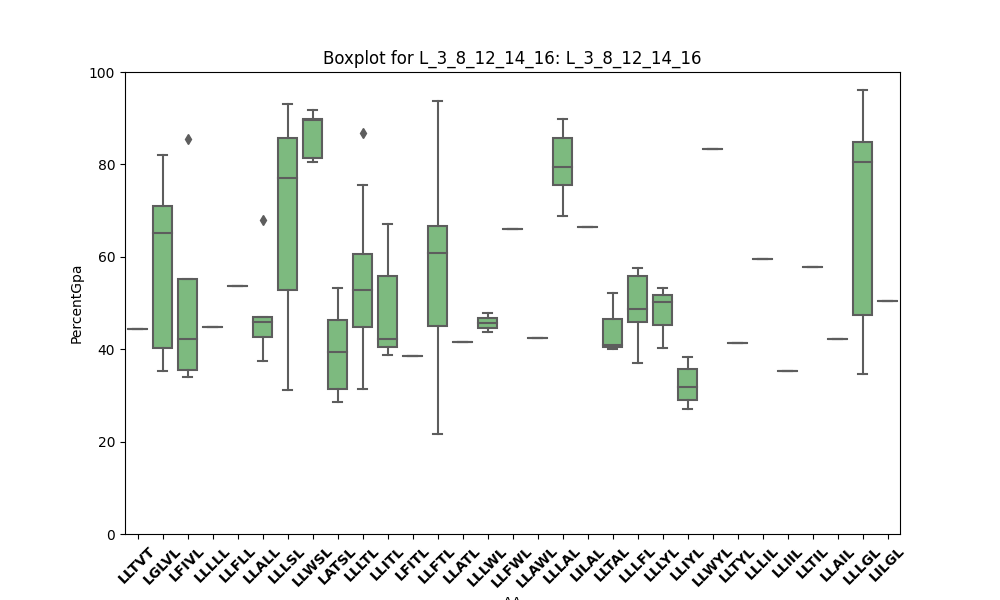 Boxplot for L_3_8_12_14_16: L_3_8_12_14_16
PercentGpa
100
80
60
40
20
0
LLTVT
LGLVL
LFIVL
LLLLL
LLFLL
LLALL
LLLSL
LLWSL
LATSL
LLLTL
LLITL
LFITL
LLFTL
LLATL
LLLWL
LLFWL
LLAWL
LLLAL
LILAL
LLTAL
LLLFL
LLLYL
LLIYL
LLWYL
LLTYL
LLLIL
LLIIL
LLTIL
LLAIL
LLLGL
LILGL